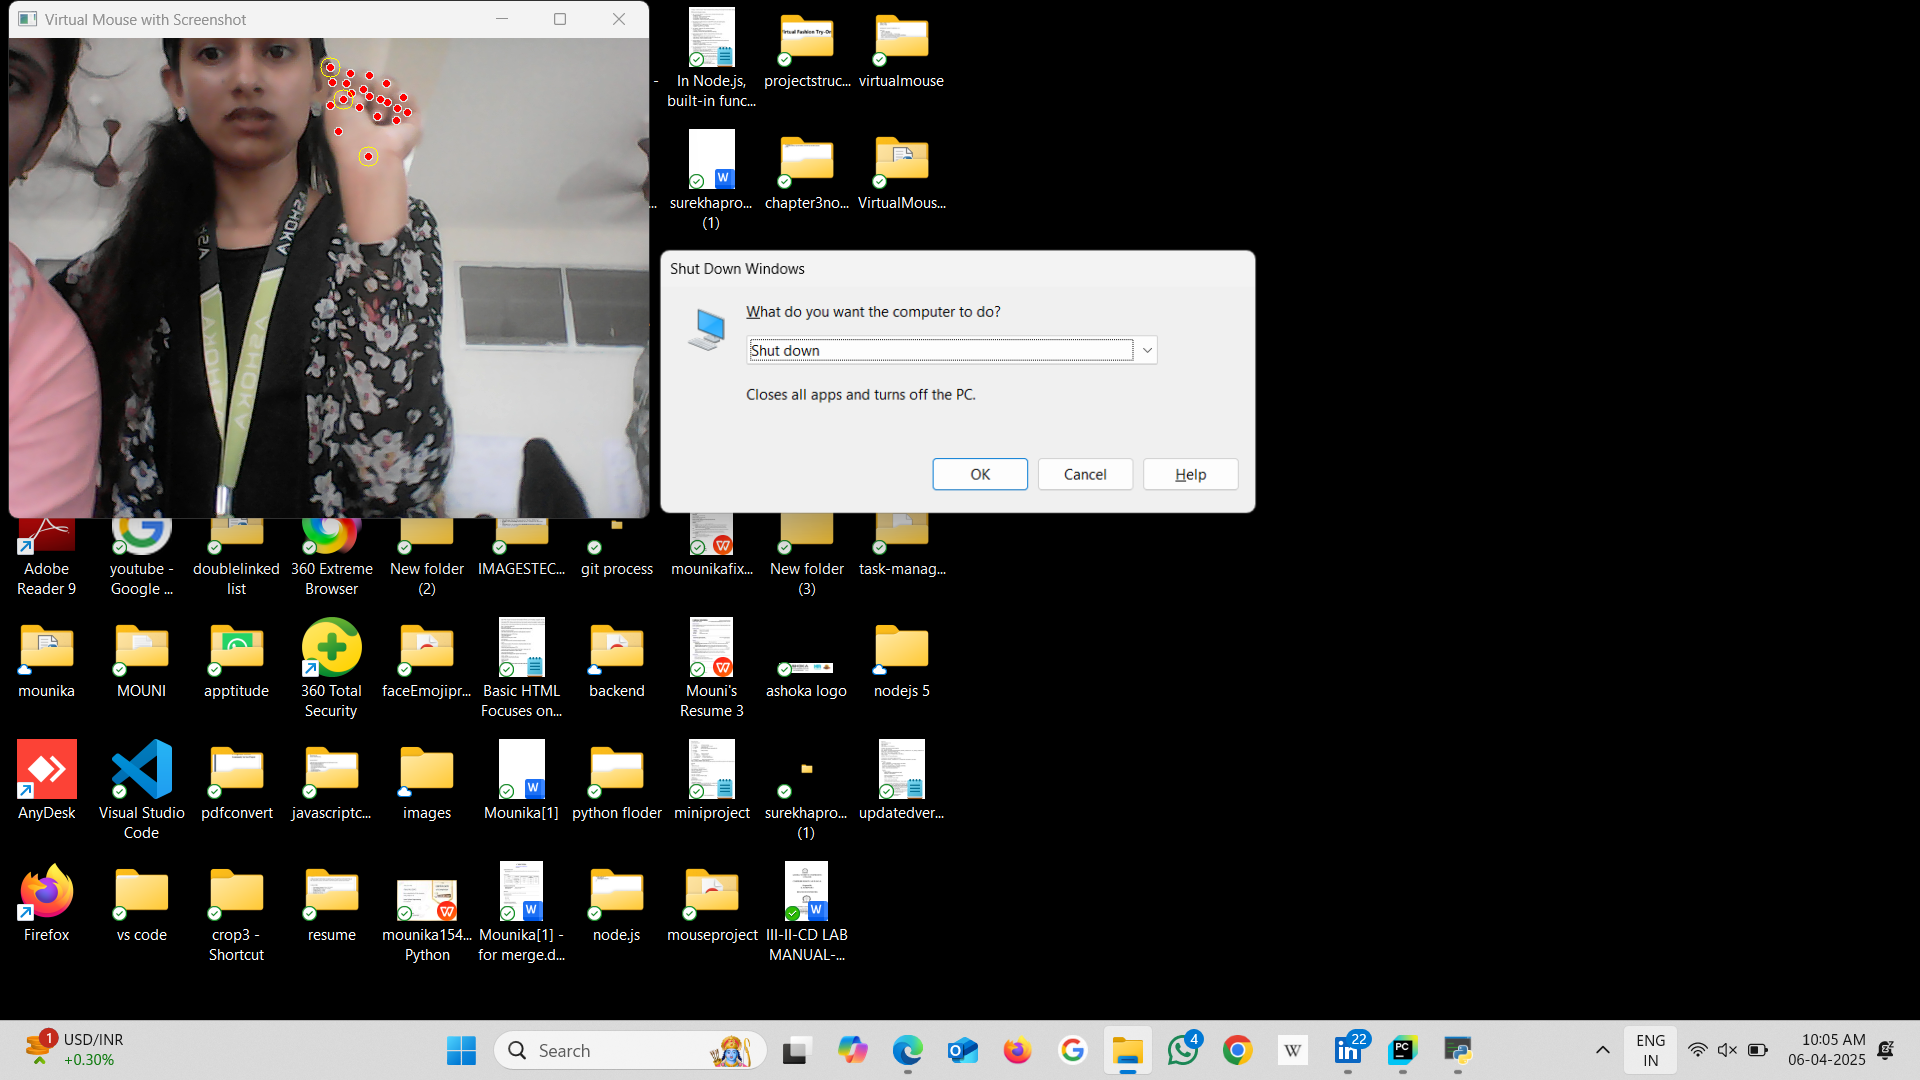 Virtual Mouse with Screenshot
In Node.js,
built-in func...
projectstruc...
virtualmouse
surekhapro...
(1)
chapter3no...
VirtualMous...
ASHOKA
ASHOKA
Shut Down Windows
What do you want the computer to do?
Shut down
Closes all apps and turns off the PC.
OK
Cancel
Help
Adobe
Reader 9
youtube -
Google ...
doublelinked
list
360 Extreme
Browser
New folder
(2)
IMAGESTEC...
git process
mounikafix...
New folder
(3)
task-manag...
mounika
MOUNI
apptitude
360 Total
Security
faceEmojipr...
Basic HTML
Focuses on...
backend
Mouni's
Resume 3
ashoka logo
nodejs 5
AnyDesk
Visual Studio
Code
pdfconvert
javascriptc...
images
Mounika[1]
python floder
miniproject
surekhapro...
(1)
updatedver...
Firefox
vs code
crop3 -
Shortcut
resume
mounika154...
Python
Mounika[1] -
for merge.d...
node.js
mouseproject
III-II-CD LAB
MANUAL-...
1
USD/INR
+0.30%
Search
4
22
ENG
IN
10:05 AM
06-04-2025